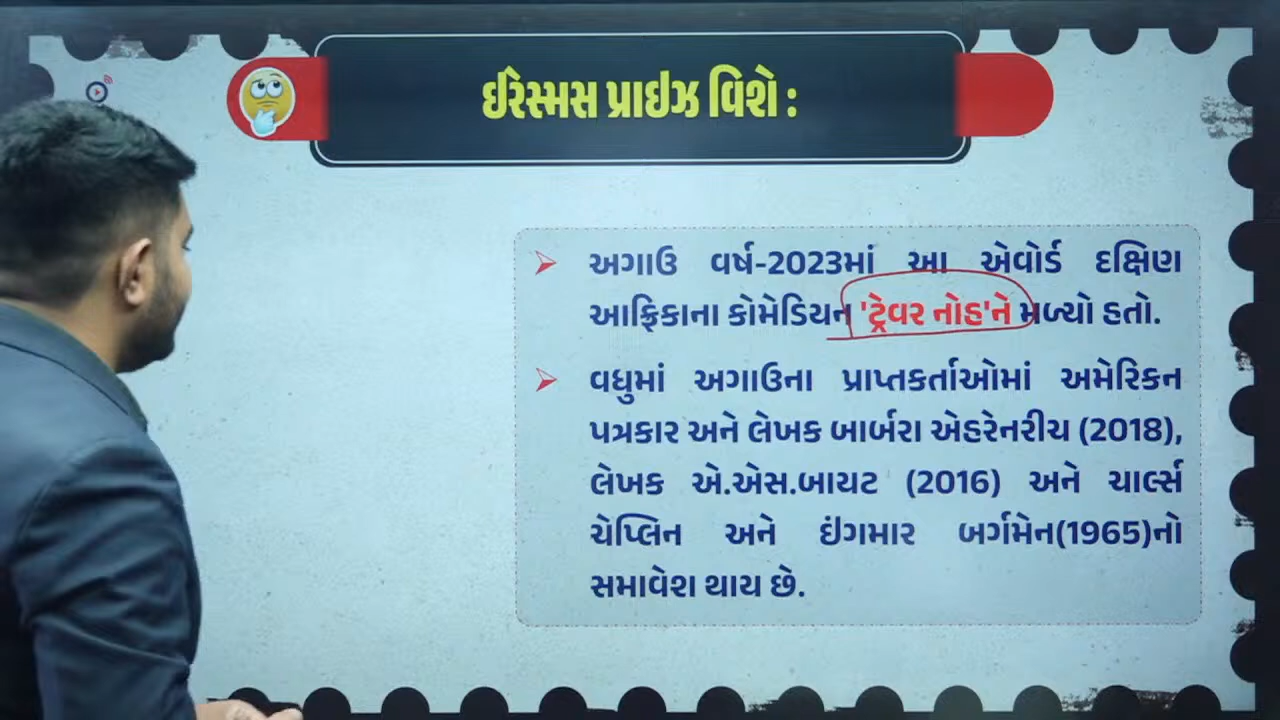 ઈરેસ્મસ પ્રાઇઝ વિશે :
અગાઉ વર્ષ-2023માં આ એવોર્ડ દક્ષિણ
આફ્રિકાના કોમેડિયન 'ટ્રેવર નોહ'ને મળ્યો હતો.
વધુમાં અગાઉના પ્રાપ્તકર્તાઓમાં અમેરિકન
પત્રકાર અને લેખક બાર્બરા એહરેનરીચ (2018),
લેખક એ.એસ.બાયટ (2016) અને ચાર્લ્સ
ચેપ્લિન અને ઇંગમાર બર્ગમેન(1965)નો
સમાવેશ થાય છે.